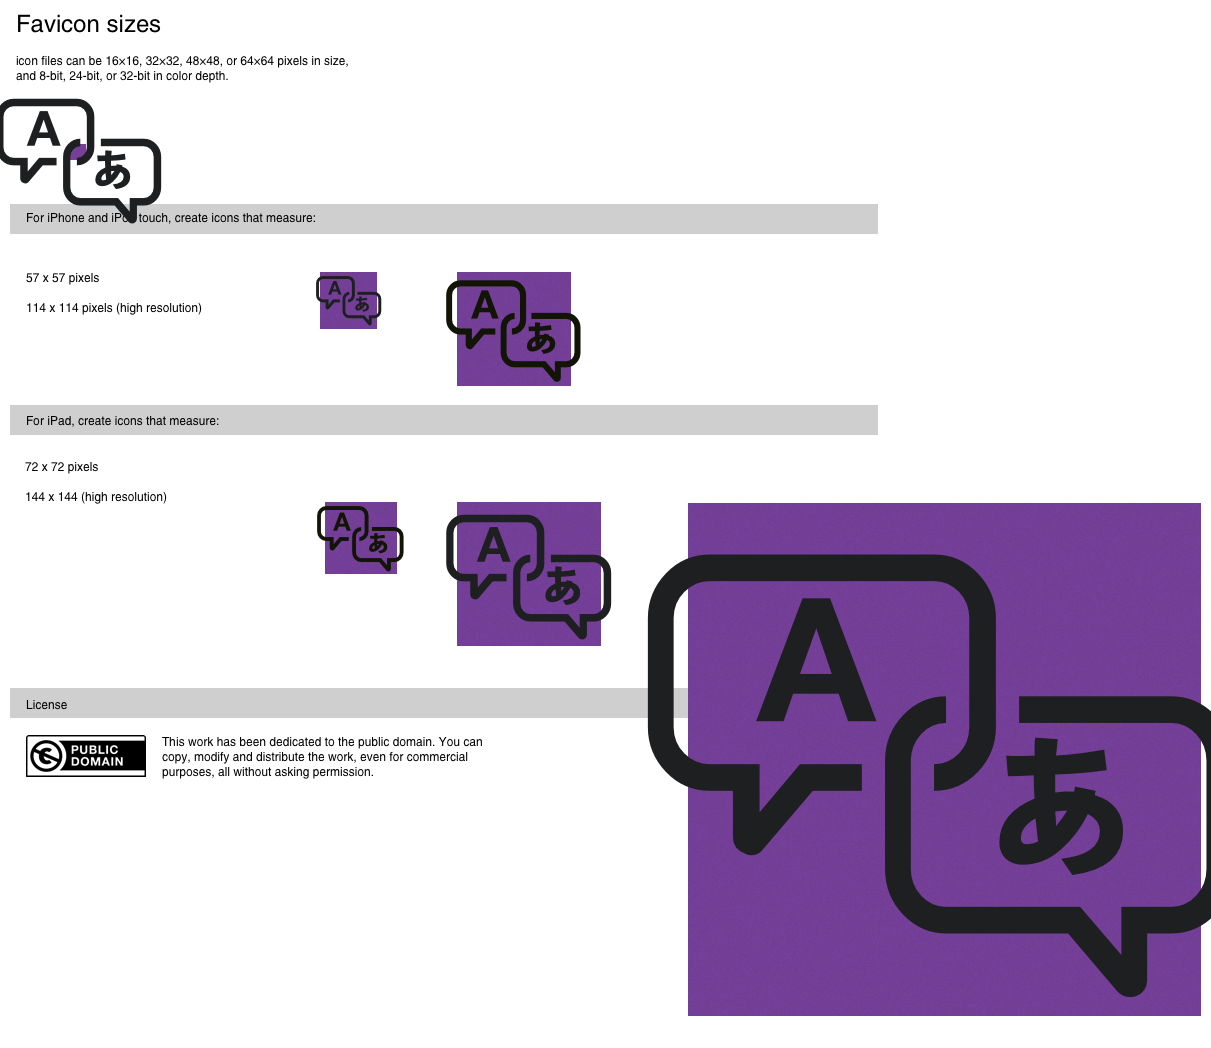 Favicon sizes
icon files can be 16×16, 32×32, 48×48, or 64×64 pixels in size,
and 8-bit, 24-bit, or 32-bit in color depth.
A
あ
For iPhone and iPod touch, create icons that measure:
57 x 57 pixels
114 x 114 pixels (high resolution)
A
あ
A
あ
For iPad, create icons that measure:
72 x 72 pixels
144 x 144 (high resolution)
A
あ
A
あ
A
あ
License
PUBLIC
DOMAIN
This work has been dedicated to the public domain. You can
copy, modify and distribute the work, even for commercial
purposes, all without asking permission.